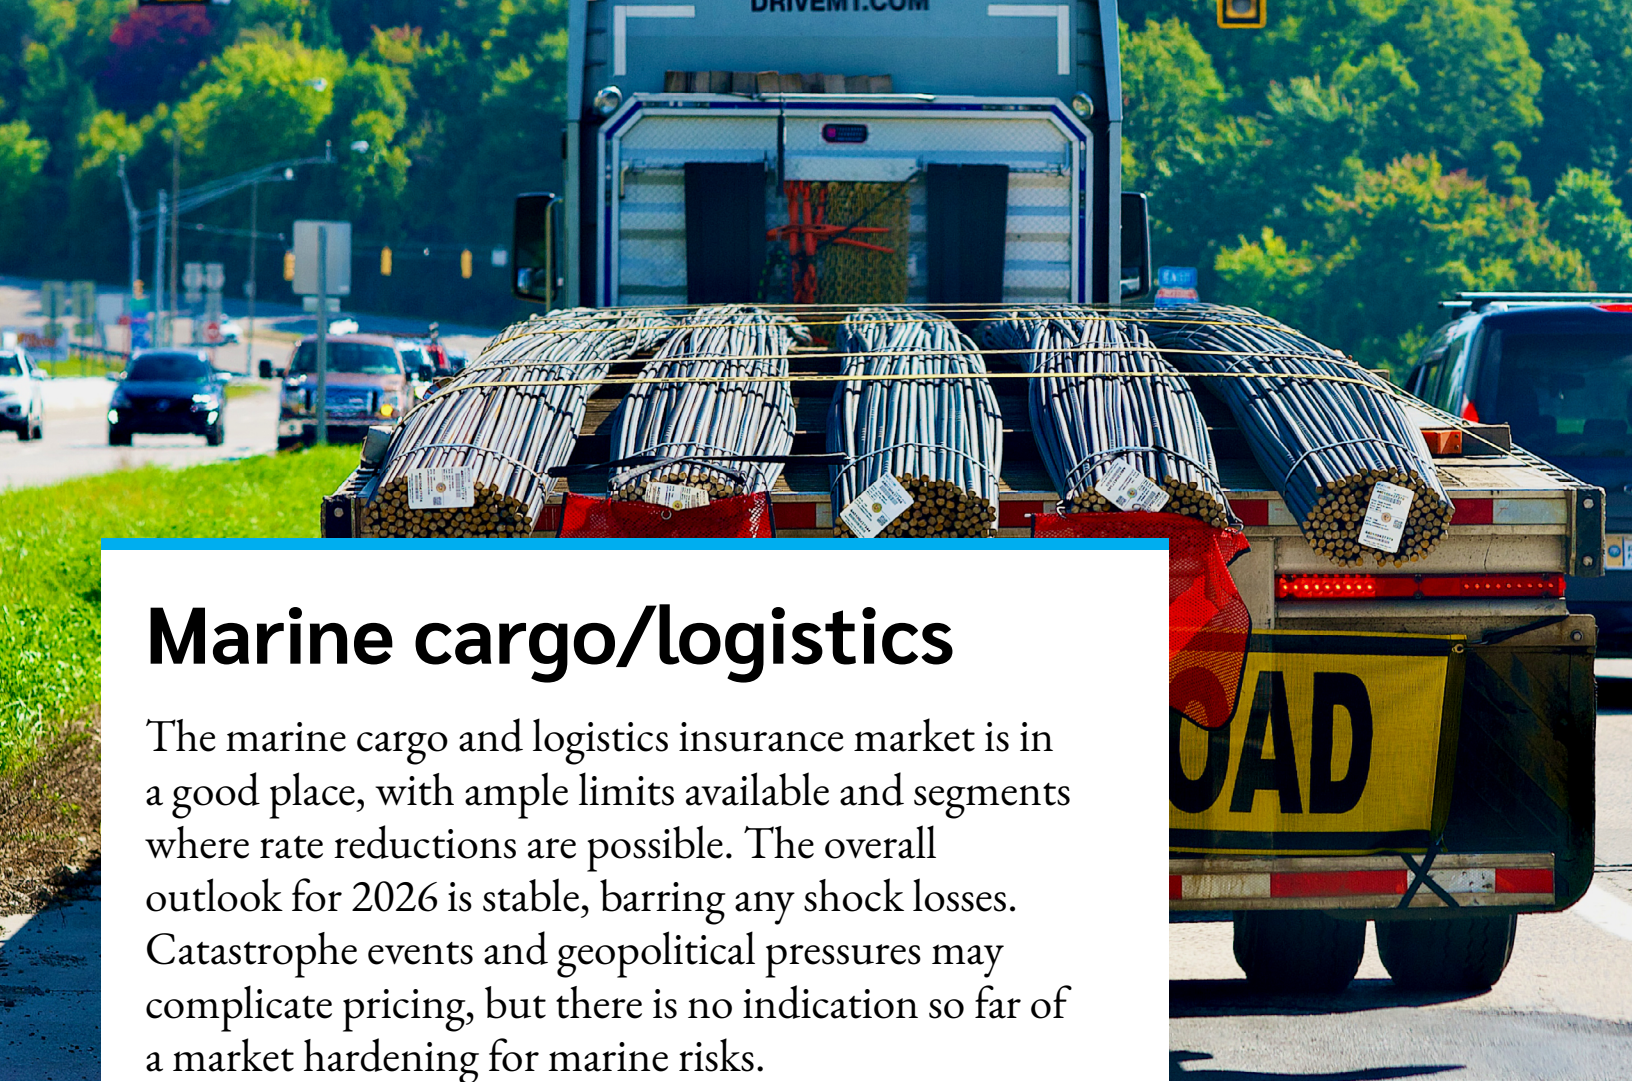 DRIVEMT.COM
Marine cargo/logistics
The marine cargo and logistics insurance market is in
a good place, with ample limits available and segments
where rate reductions are possible. The overall
outlook for 2026 is stable, barring any shock losses.
Catastrophe events and geopolitical pressures may
complicate pricing, but there is no indication so far of
a market hardening for marine risks.
OAD